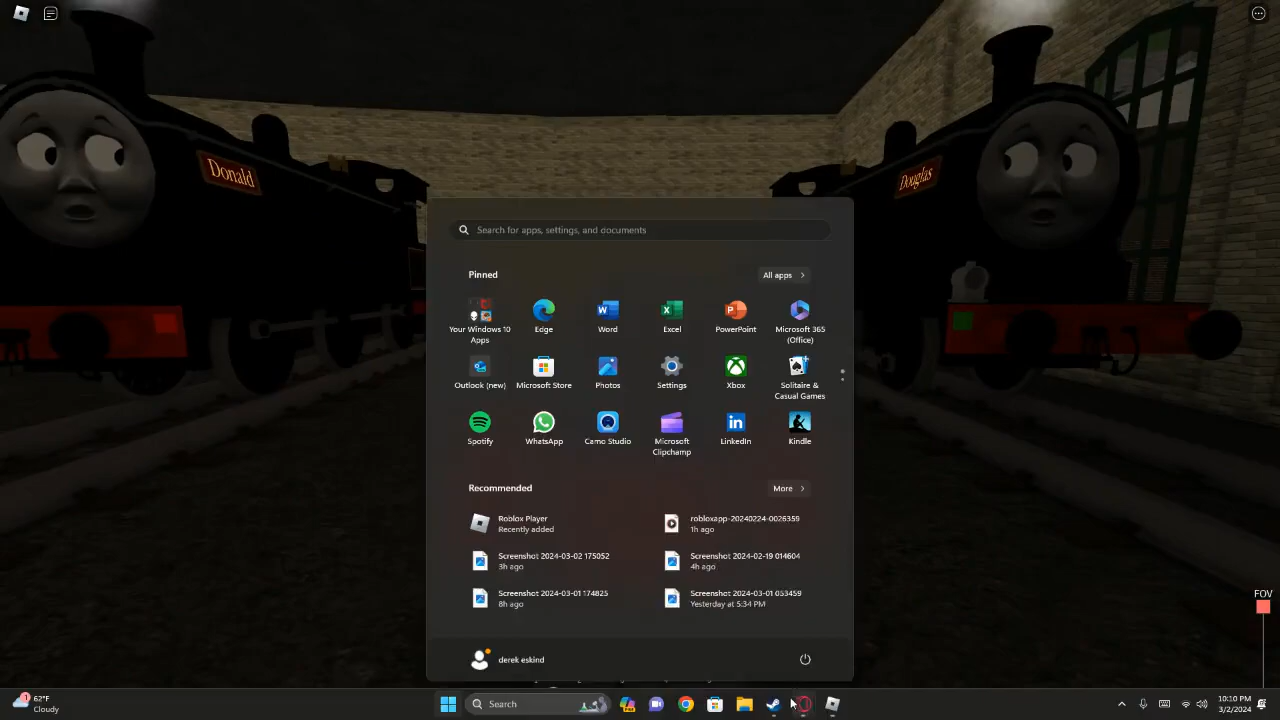 Donald
Douglas
Search for apps, settings, and documents
Pinned
All apps
Your Windows 10 Apps
Edge
Word
Excel
PowerPoint
Microsoft 365 (Office)
Outlook (new)
Microsoft Store
Photos
Settings
Xbox
Solitaire & Casual Games
Spotify
WhatsApp
Camo Studio
Microsoft Clipchamp
LinkedIn
Kindle
Recommended
More
Roblox Player
Recently added
robloxapp-20240224-0026359
1h ago
Screenshot 2024-03-02 175052
3h ago
Screenshot 2024-02-19 014604
4h ago
Screenshot 2024-03-01 174825
8h ago
Screenshot 2024-03-01 053459
Yesterday at 5:34 PM
FOV
derek eskind
1
62°F
Cloudy
Search
10:10 PM
3/2/2024